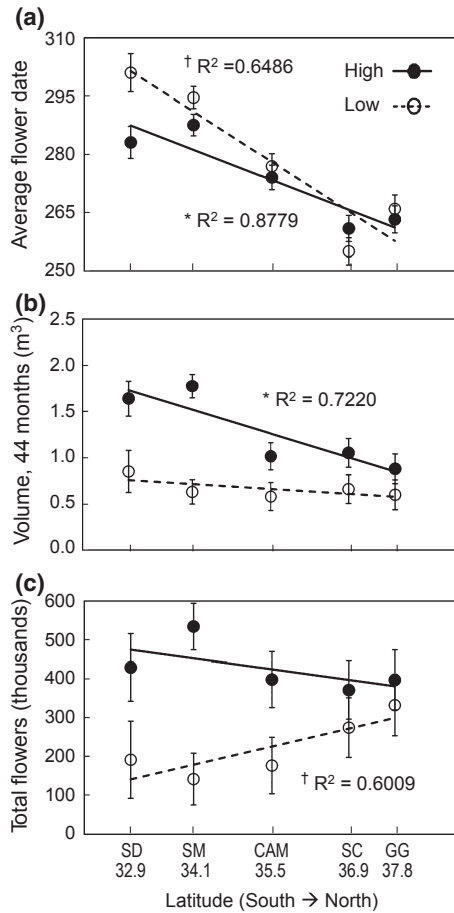 (a)
310
295
280
265
250
Average flower date
† R² = 0.6486
* R² = 0.8779
High
Low
(b)
2.5
2.0
1.5
1.0
0.5
0.0
Volume, 44 months (m³)
* R² = 0.7220
(c)
600
500
400
300
200
100
0
Total flowers (thousands)
† R² = 0.6009
SD SM CAM SC GG
32.9 34.1 35.5 36.9 37.8
Latitude (South → North)